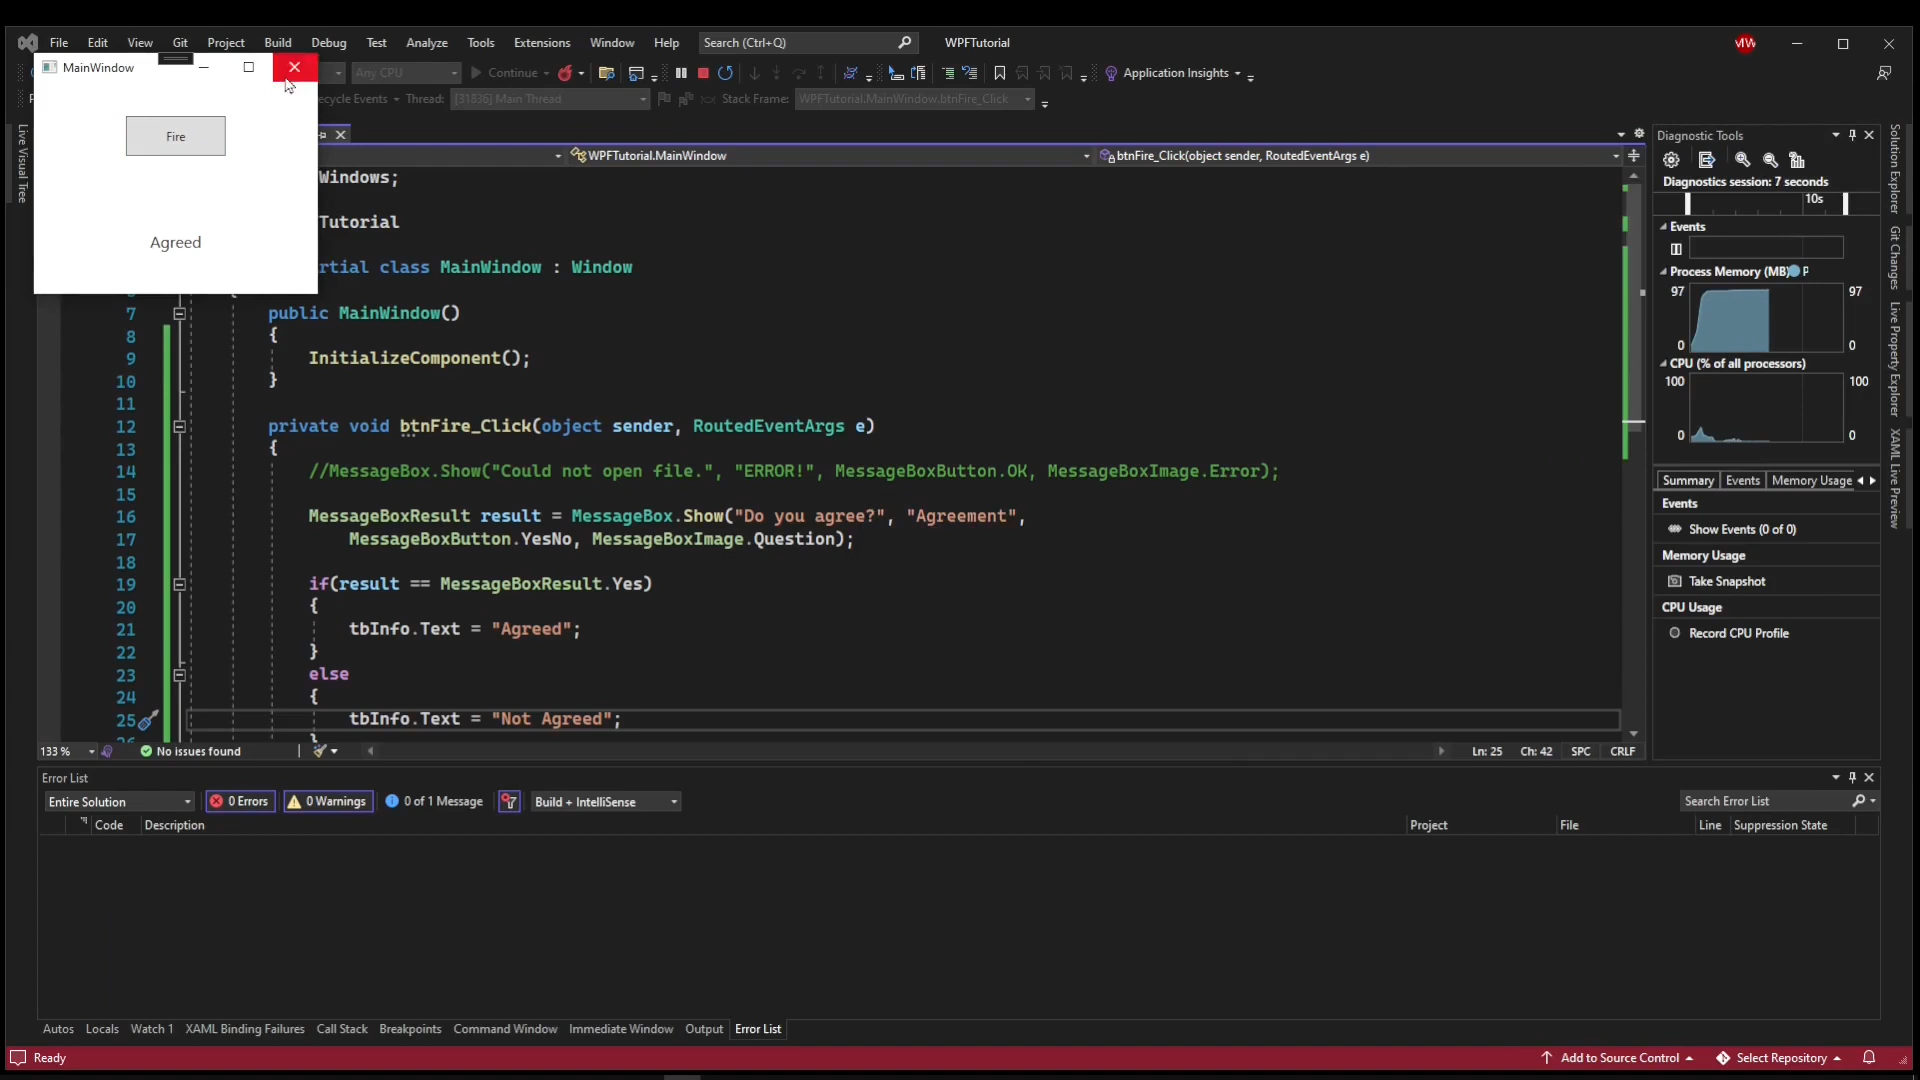 File Edit View Git Project Build Debug Test Analyze Tools Extensions Window Help Search (Ctrl+Q) WPFTutorial MW
MainWindow
Any CPU Continue Application Insights
Thread: [31836] Main Thread Stack Frame: WPFTutorial.MainWindow.btnFire_Click
Fire
Agreed
Live Visual Tree
WPFTutorial.MainWindow btnFire_Click(object sender, RoutedEventArgs e)
Windows;
Tutorial
rtial class MainWindow : Window
7 public MainWindow()
8 {
9 InitializeComponent();
10 }
11
12 private void btnFire_Click(object sender, RoutedEventArgs e)
13 {
14 //MessageBox.Show("Could not open file.", "ERROR!", MessageBoxButton.OK, MessageBoxImage.Error);
15
16 MessageBoxResult result = MessageBox.Show("Do you agree?", "Agreement",
17 MessageBoxButton.YesNo, MessageBoxImage.Question);
18
19 if(result == MessageBoxResult.Yes)
20 {
21 tbInfo.Text = "Agreed";
22 }
23 else
24 {
25 tbInfo.Text = "Not Agreed";
133 % No issues found Ln: 25 Ch: 42 SPC CRLF
Diagnostic Tools
Diagnostics session: 7 seconds
10s
Events
Process Memory (MB) P
97 97
0 0
CPU (% of all processors)
100 100
0 0
Summary Events Memory Usage
Events
Show Events (0 of 0)
Memory Usage
Take Snapshot
CPU Usage
Record CPU Profile
Solution Explorer
Git Changes
Live Property Explorer
XAML Live Preview
Error List
Entire Solution 0 Errors 0 Warnings 0 of 1 Message Build + IntelliSense Search Error List
Code Description Project File Line Suppression State
Autos Locals Watch 1 XAML Binding Failures Call Stack Breakpoints Command Window Immediate Window Output Error List
Ready Add to Source Control Select Repository